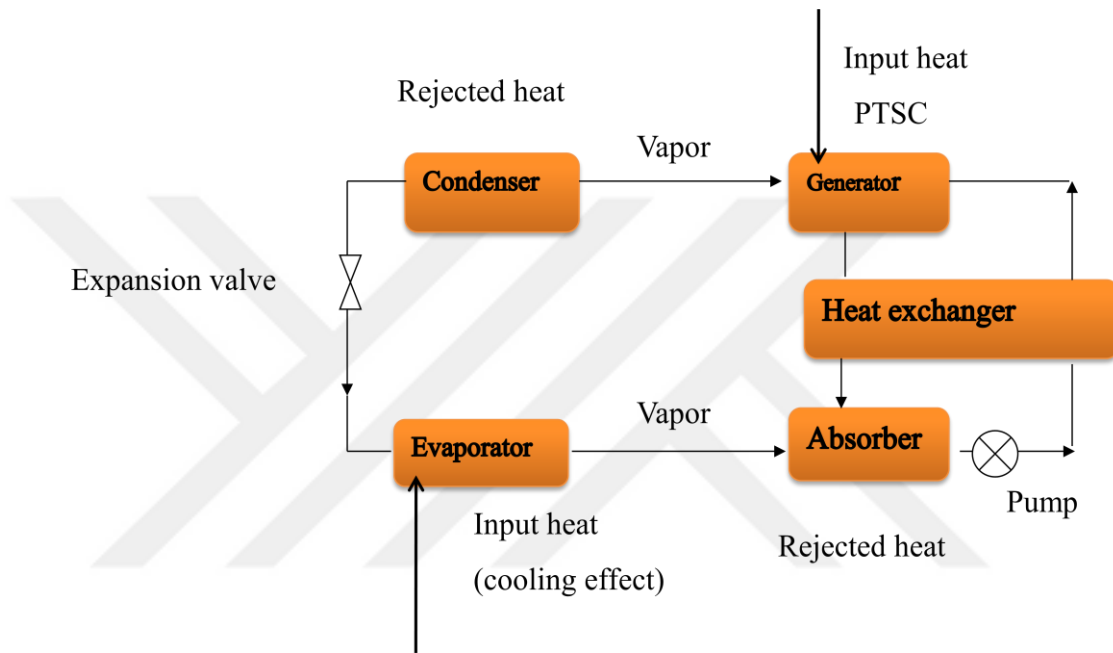 Input heat
PTSC
Rejected heat
Vapor
Condenser
Generator
Expansion valve
Heat exchanger
Vapor
Evaporator
Absorber
Pump
Input heat
(cooling effect)
Rejected heat